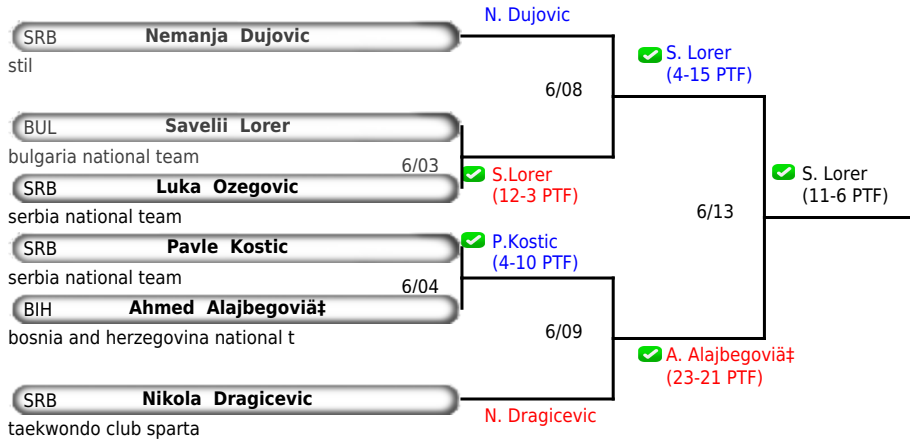 N. Dujovic
SRB Nemanja Dujovic
stil
S. Lorer
(4-15 PTF)
6/08
BUL Savelii Lorer
bulgaria national team
6/03
S.Lorer
(12-3 PTF)
SRB Luka Ozegovic
serbia national team
S. Lorer
(11-6 PTF)
6/13
SRB Pavle Kostic
serbia national team
P.Kostic
(4-10 PTF)
6/04
BIH Ahmed Alajbegoviä‡
bosnia and herzegovina national t
6/09
A. Alajbegoviä‡
(23-21 PTF)
SRB Nikola Dragicevic
taekwondo club sparta
N. Dragicevic